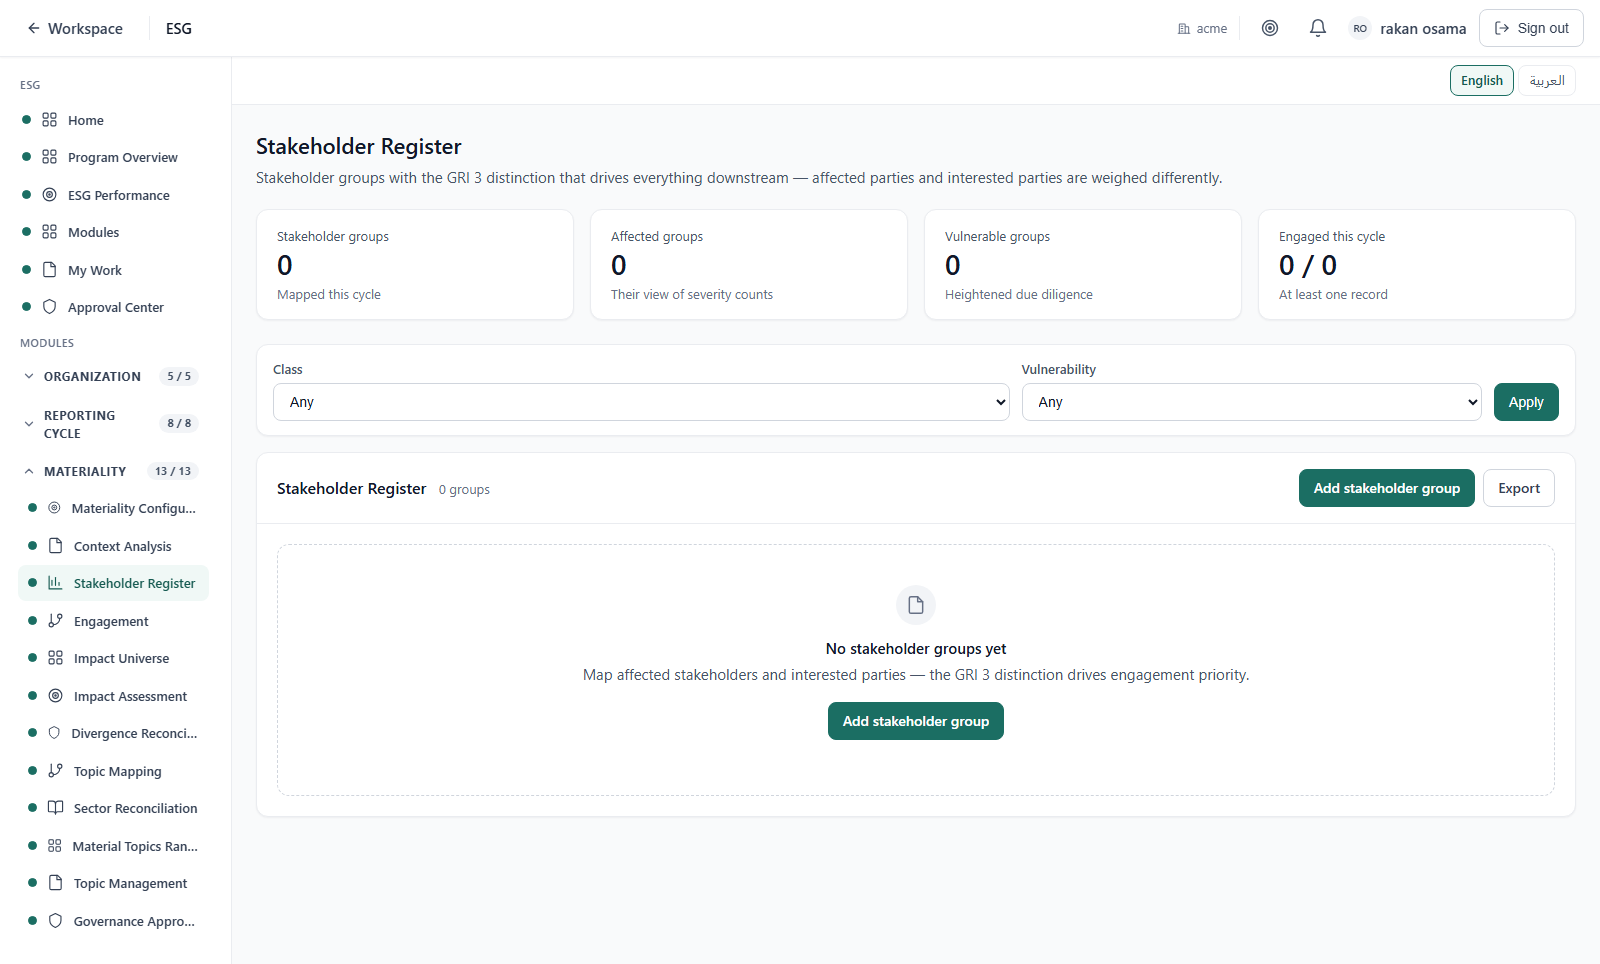 Workspace
ESG
acme
RO
rakan osama
Sign out
English
العربية
ESG
Home
Program Overview
ESG Performance
Modules
My Work
Approval Center
MODULES
ORGANIZATION
5 / 5
REPORTING
CYCLE
8 / 8
MATERIALITY
13 / 13
Materiality Configu...
Context Analysis
Stakeholder Register
Engagement
Impact Universe
Impact Assessment
Divergence Reconci...
Topic Mapping
Sector Reconciliation
Material Topics Ran...
Topic Management
Governance Appro...
Stakeholder Register
Stakeholder groups with the GRI 3 distinction that drives everything downstream — affected parties and interested parties are weighed differently.
Stakeholder groups
0
Mapped this cycle
Affected groups
0
Their view of severity counts
Vulnerable groups
0
Heightened due diligence
Engaged this cycle
0 / 0
At least one record
Class
Any
Vulnerability
Any
Apply
Stakeholder Register
0 groups
Add stakeholder group
Export
No stakeholder groups yet
Map affected stakeholders and interested parties — the GRI 3 distinction drives engagement priority.
Add stakeholder group